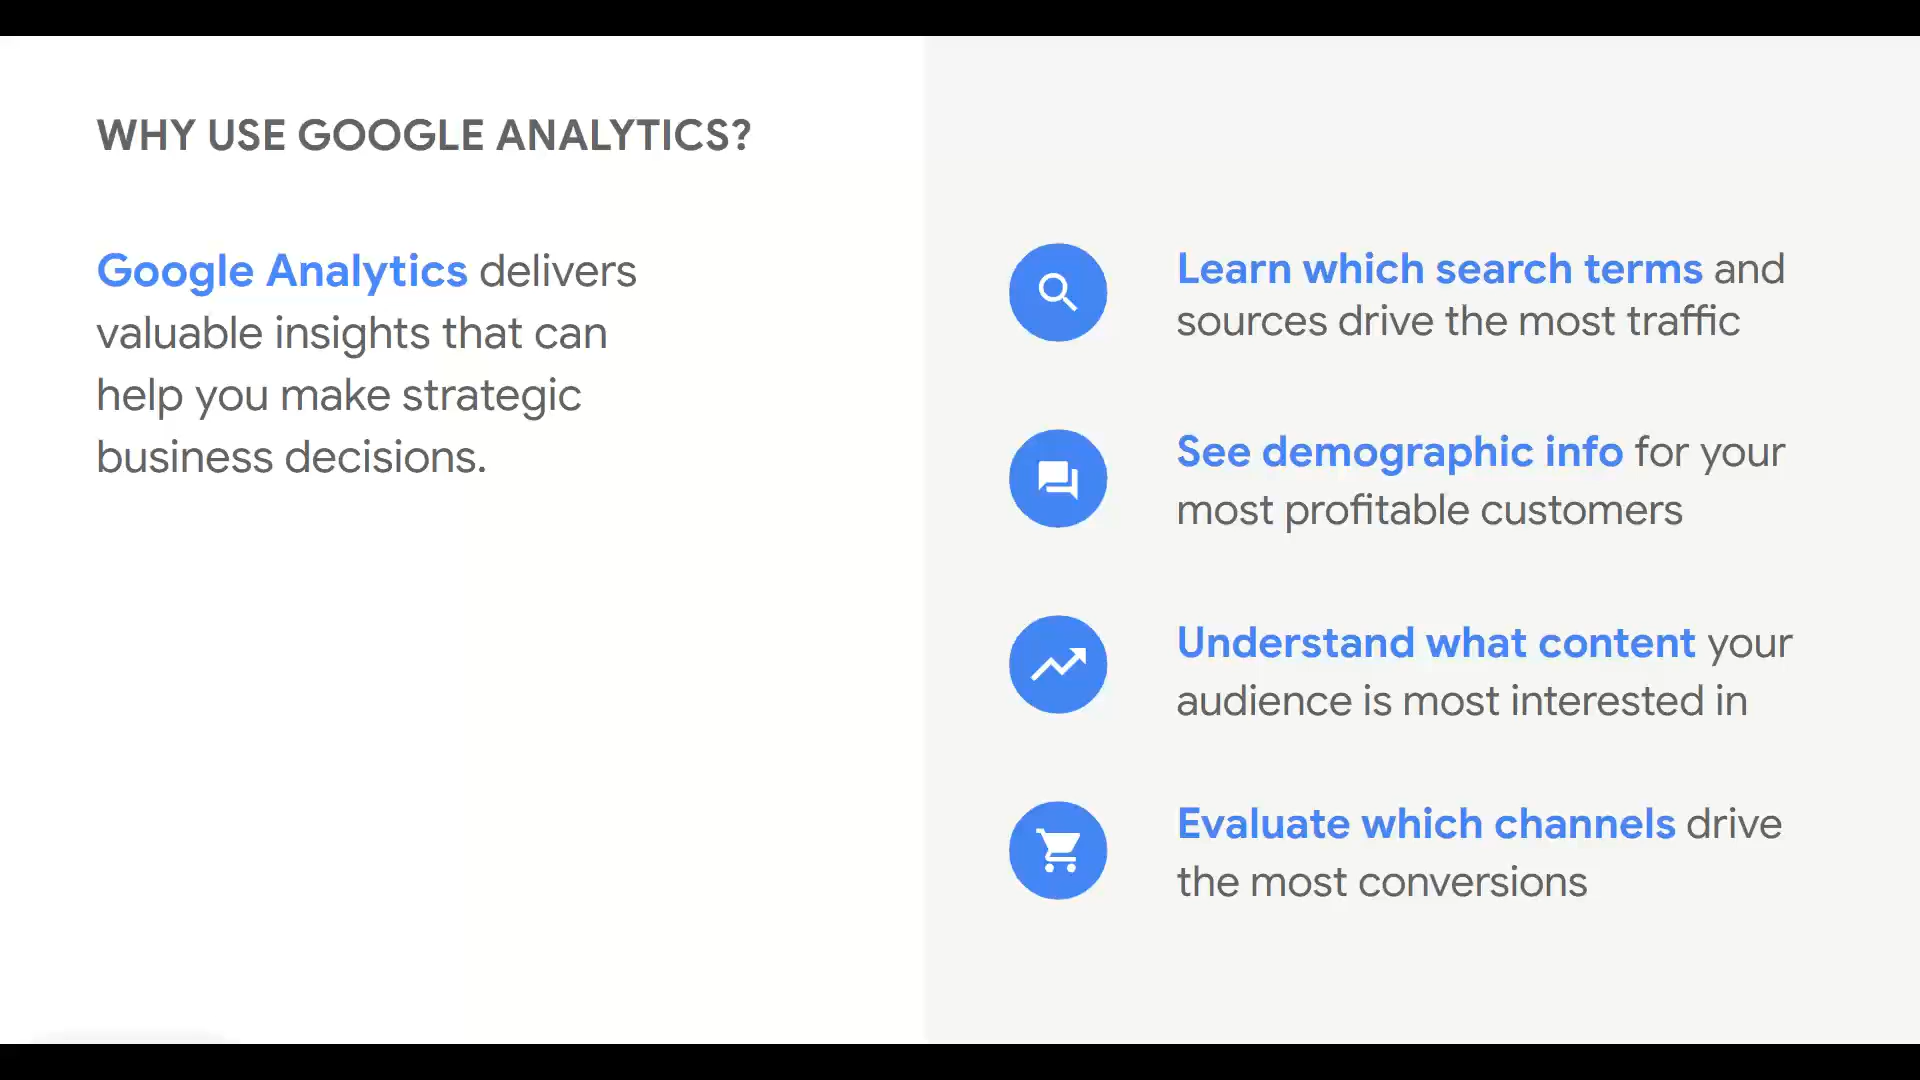 WHY USE GOOGLE ANALYTICS?
Google Analytics delivers
valuable insights that can
help you make strategic
business decisions.
Learn which search terms and
sources drive the most traffic
See demographic info for your
most profitable customers
Understand what content your
audience is most interested in
Evaluate which channels drive
the most conversions